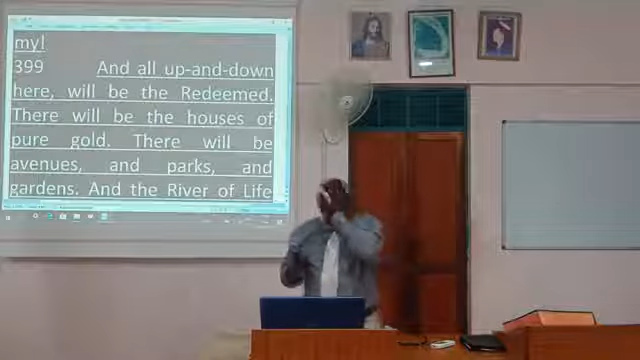 myl
399 And all up-and-down
here, will be the Redeemed.
There will be the houses of
pure gold. There will be
avenues, and parks, and
gardens. And the River of Life